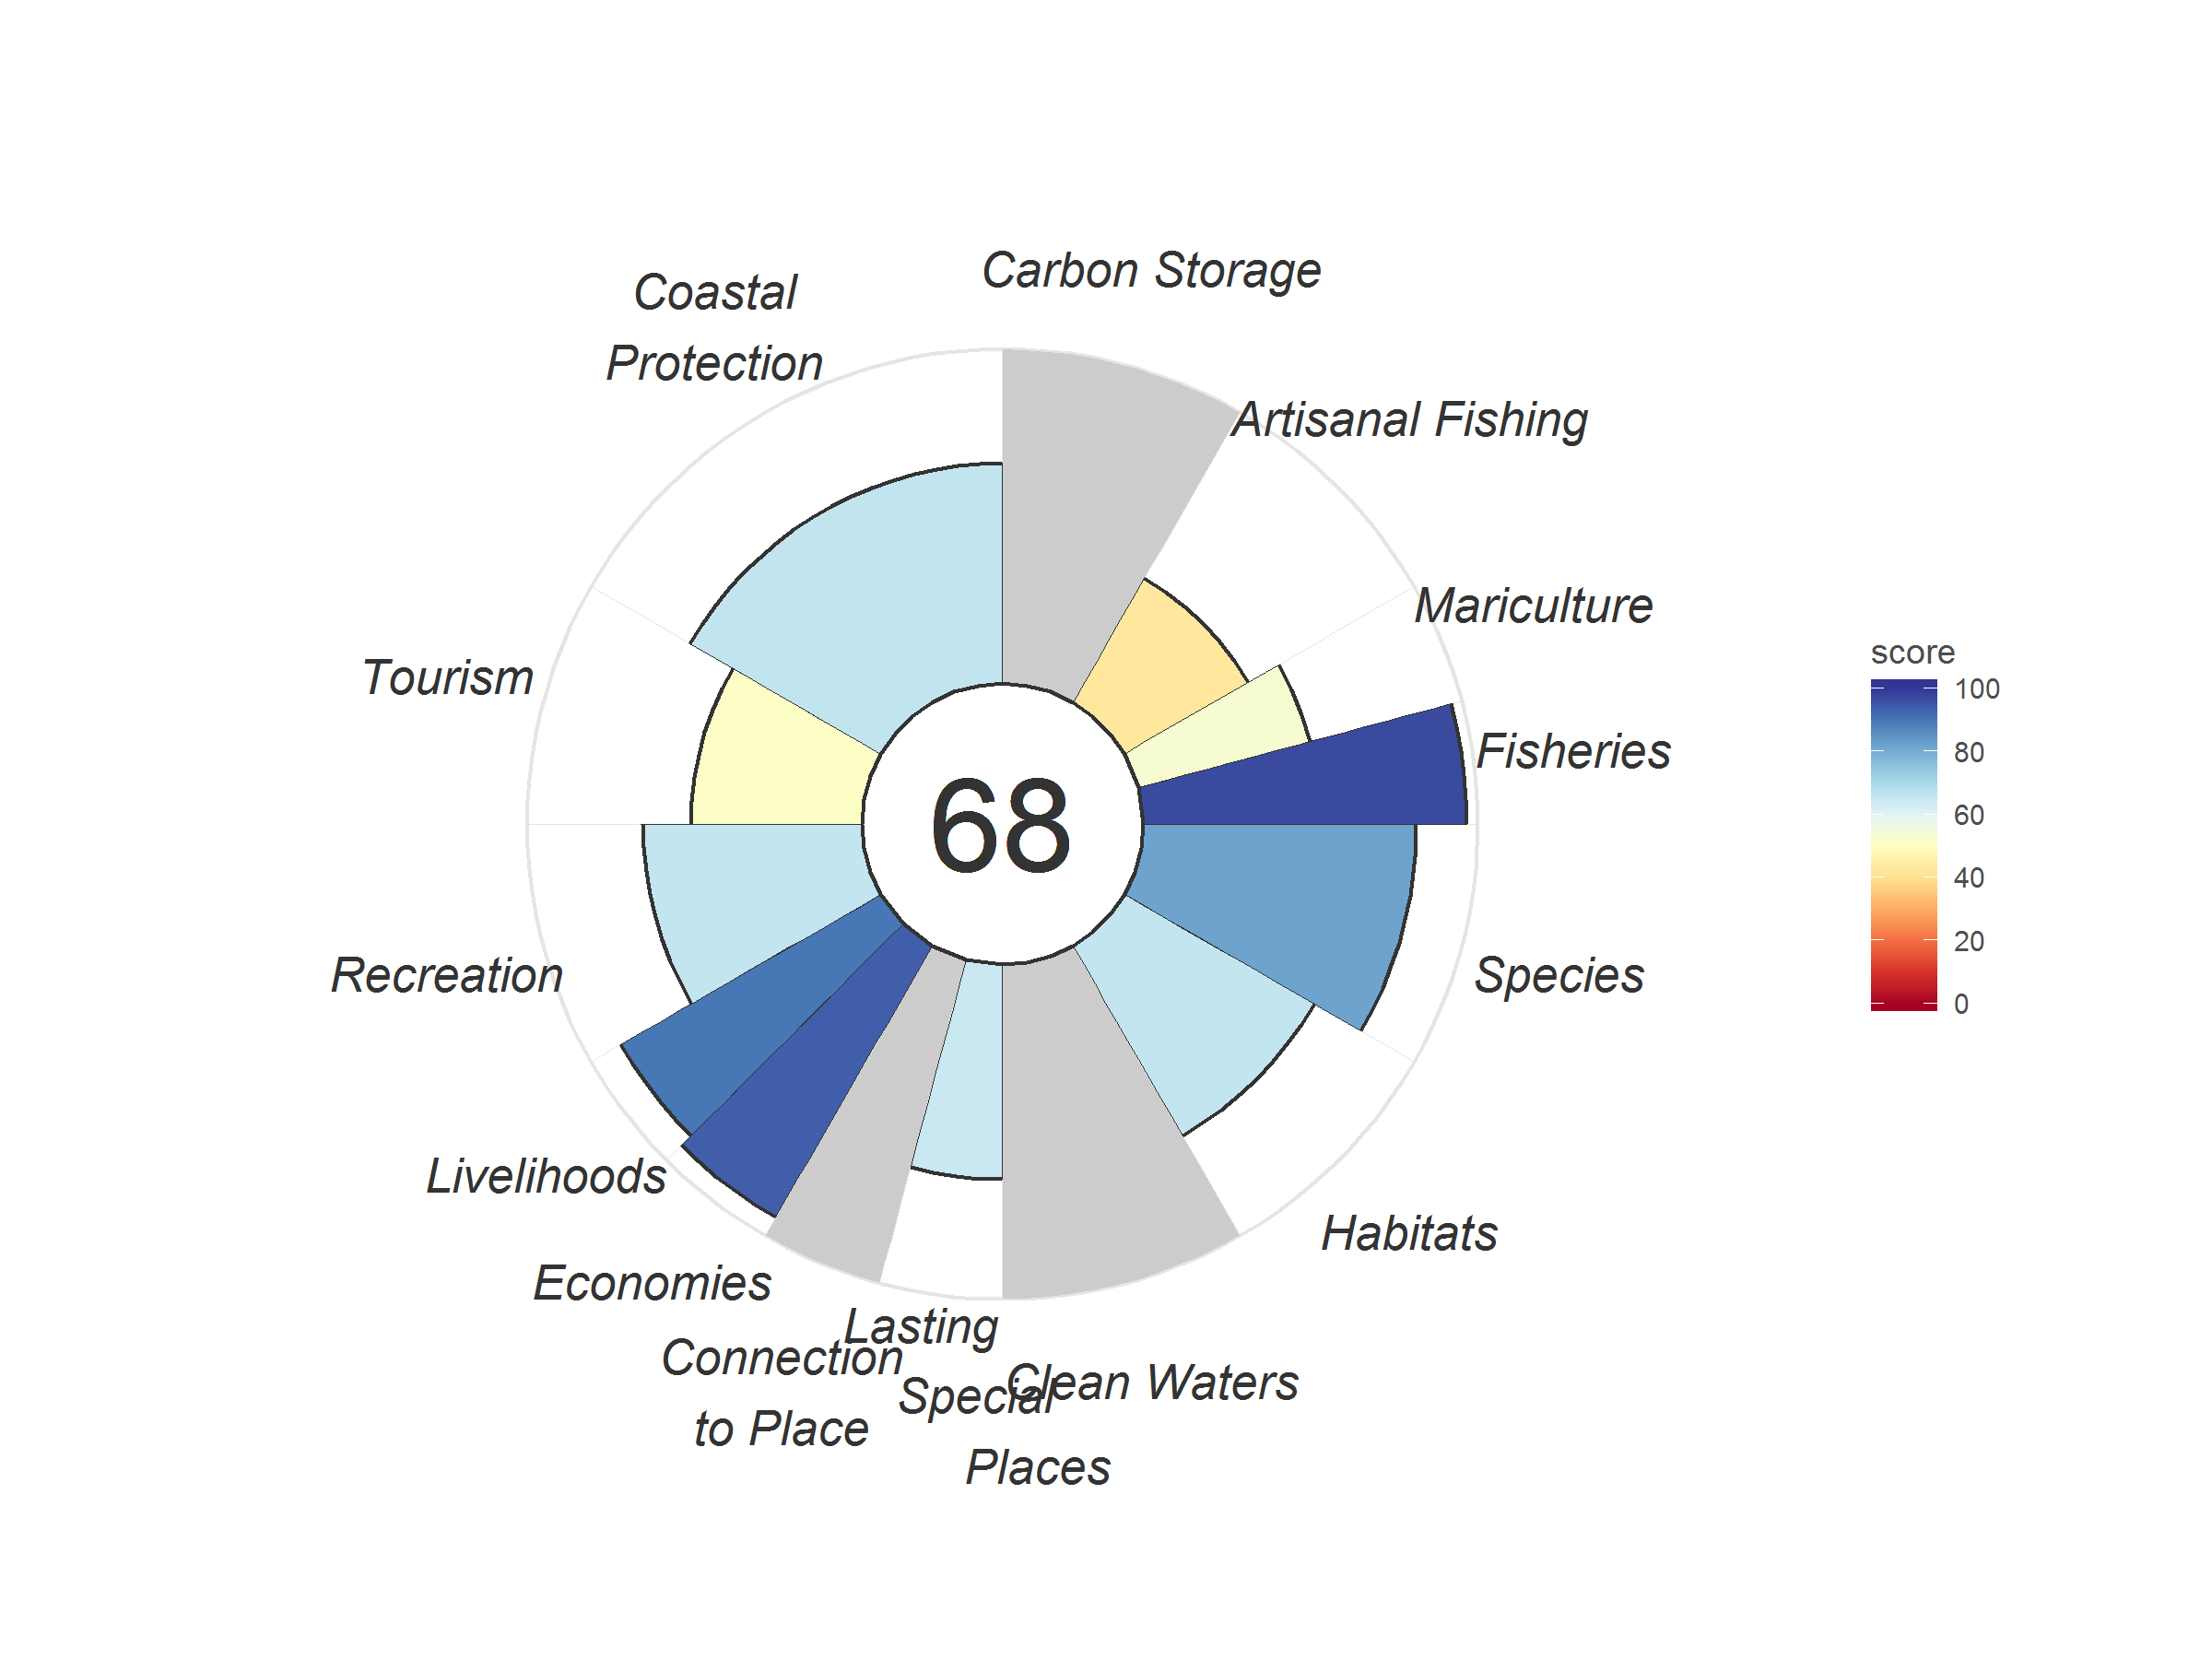 Carbon Storage
Coastal
Protection
Artisanal Fishing
Mariculture
Tourism
Fisheries
68
Recreation
Species
Livelihoods
Habitats
Economies
Connection
to Place
Lasting
Special
Places
Clean Waters
score
100
80
60
40
20
0